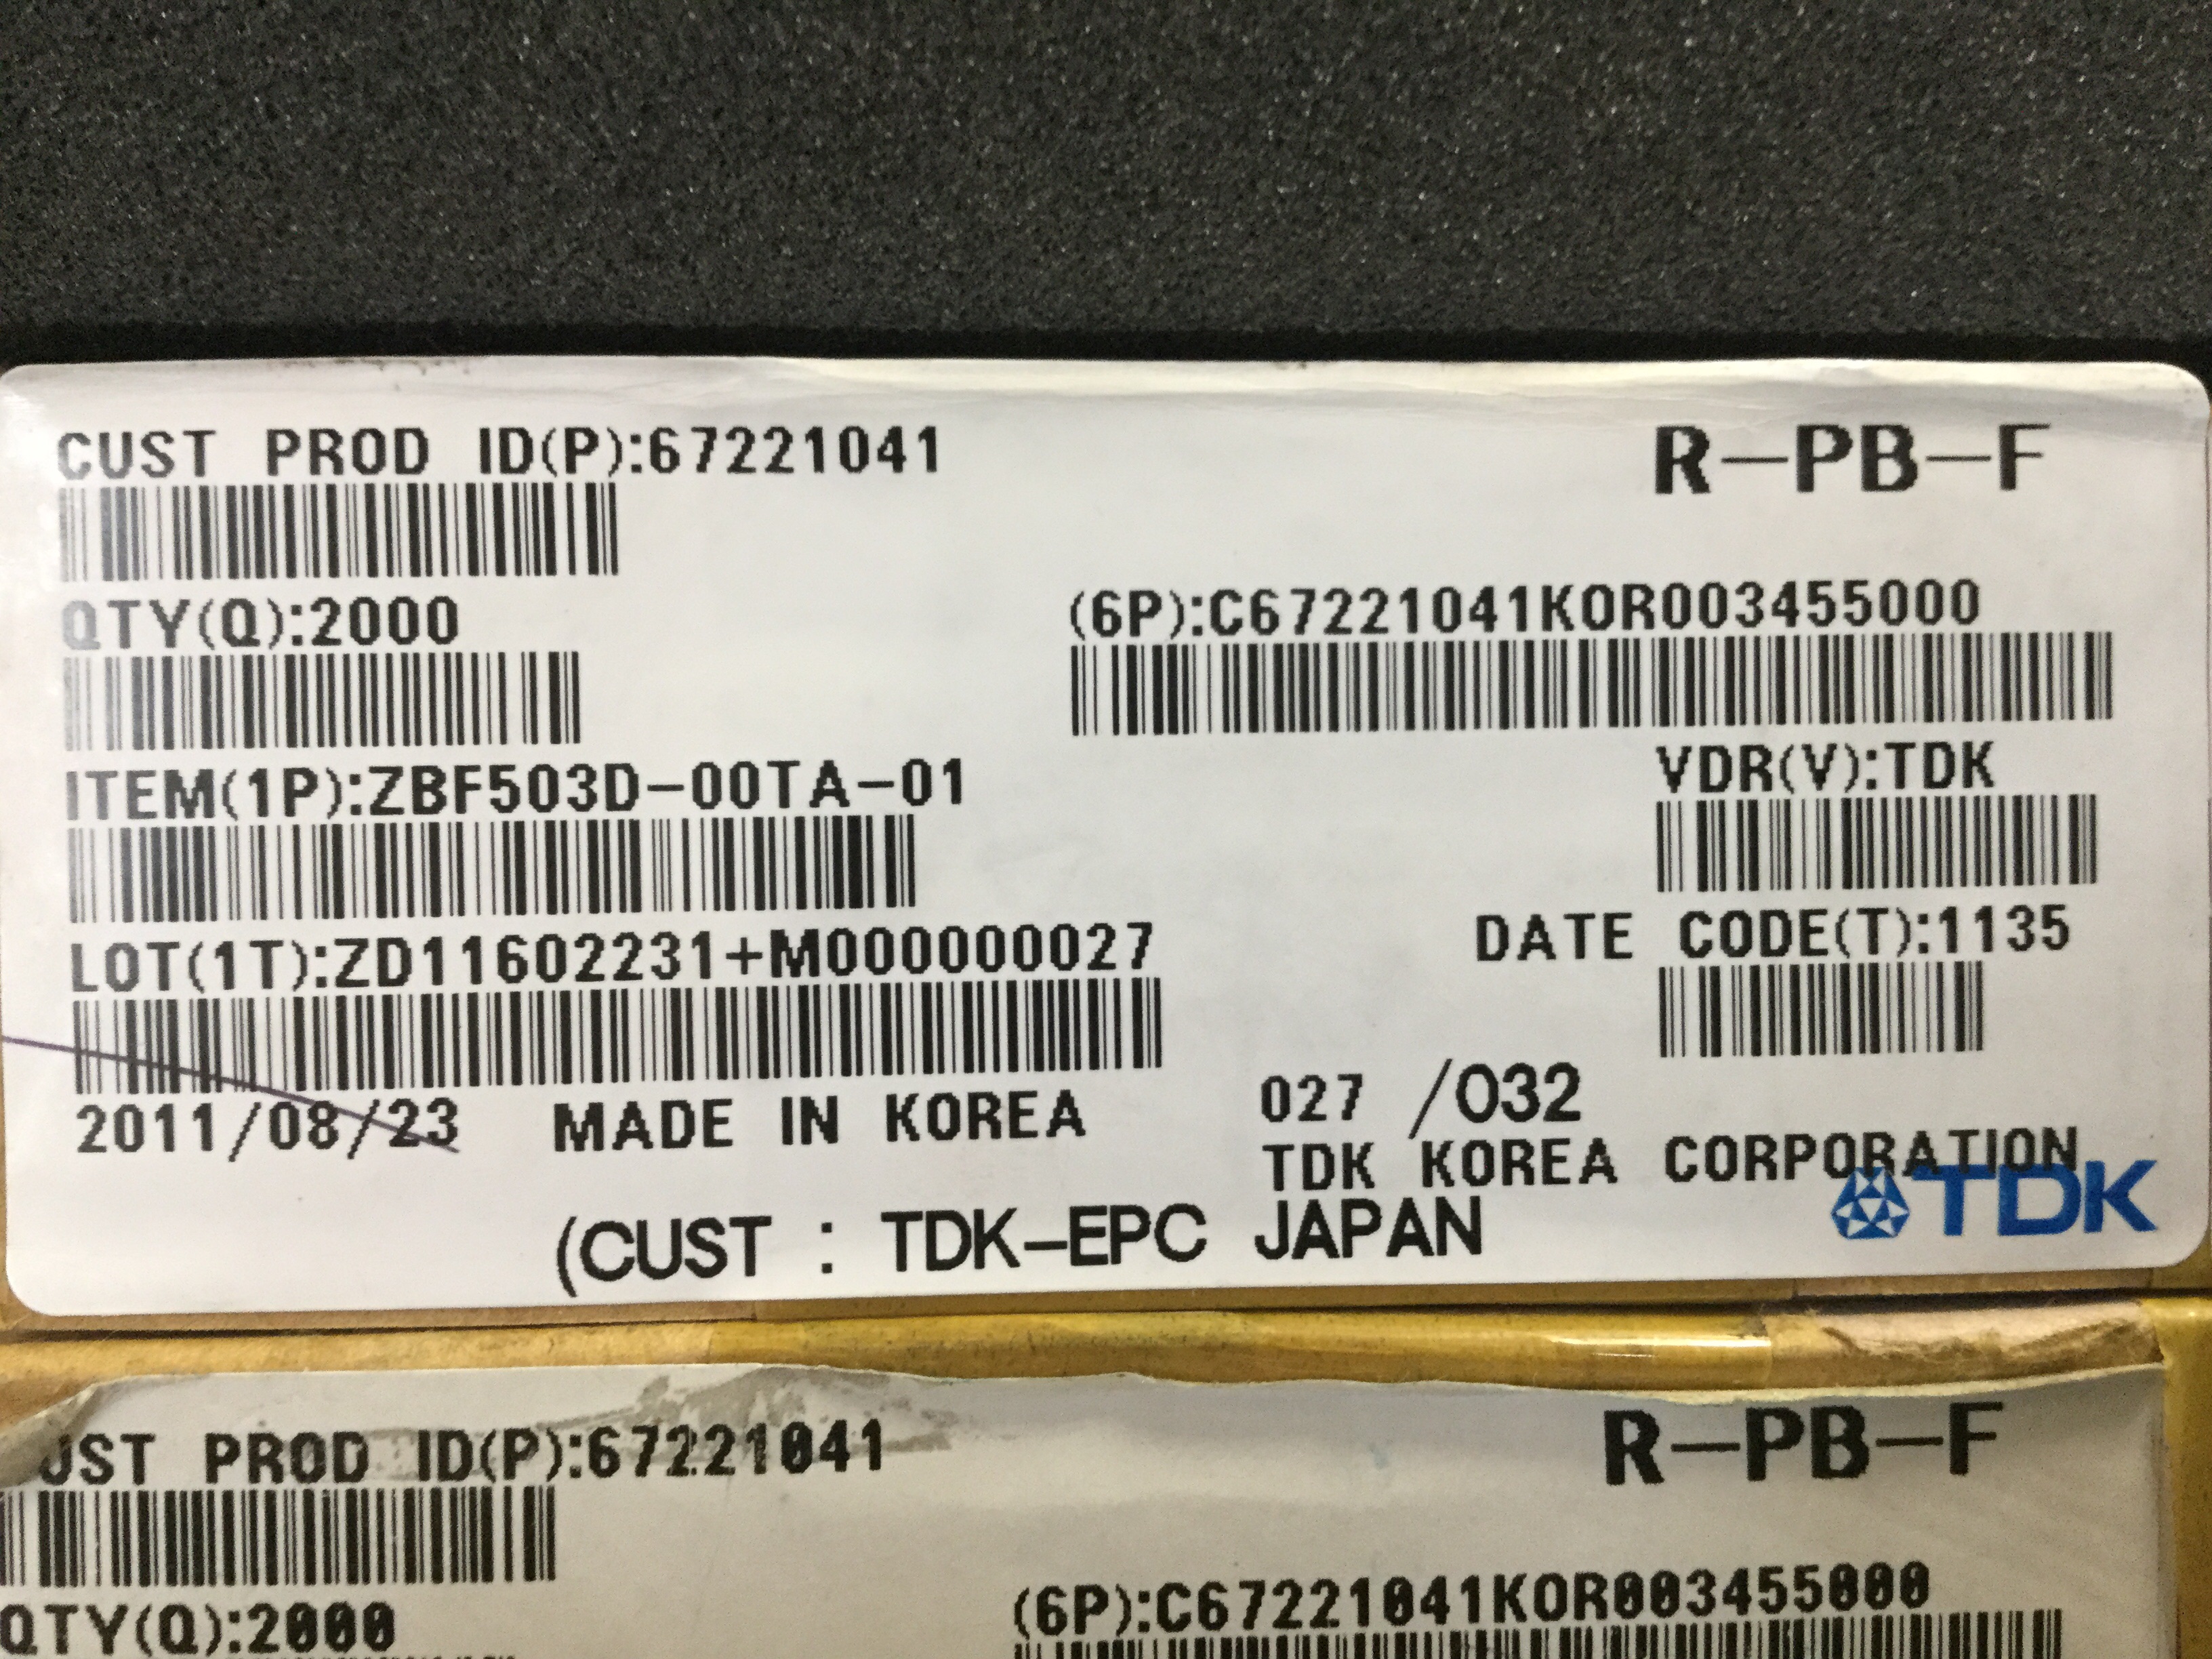 CUST PROD ID(P):67221041
R-PB-F
QTY(Q):2000
(6P):C67221041KOR003455000
ITEM(1P):ZBF503D-00TA-01
VDR(V):TDK
LOT(1T):ZD11602231+M000000027
DATE CODE(T):1135
2011/08/23 MADE IN KOREA
027 /032
TDK KOREA CORPORATION
TDK
(CUST : TDK-EPC JAPAN
UST PROD ID(P):67221041
R-PB-F
QTY(Q):2000
(6P):C67221041KOR003455000